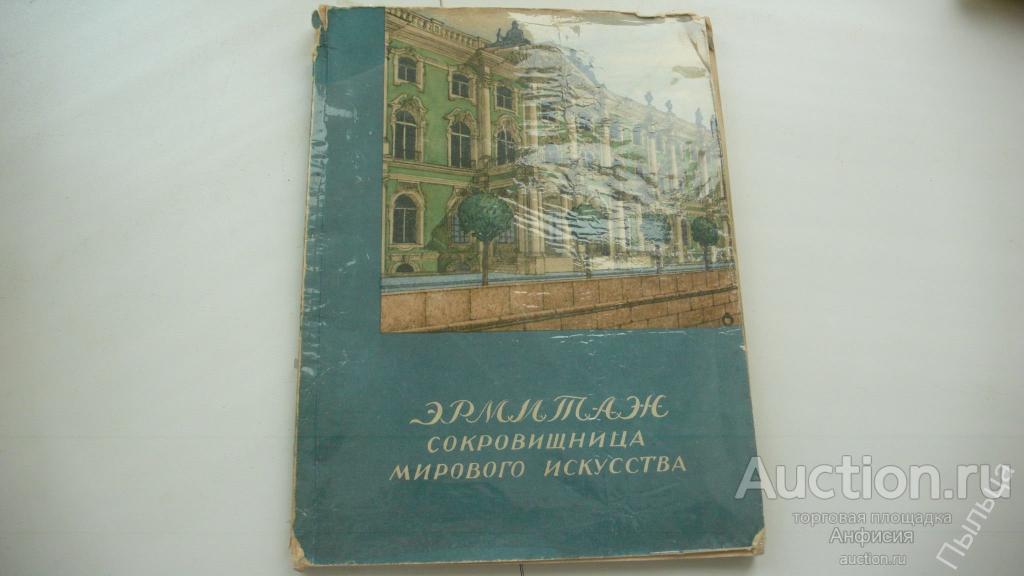 ЭРМИТАЖ
СОКРОВИЩНИЦА
МИРОВОГО ИСКУССТВА
Auction.ru
торговая площадка
Анфисия
auction.ru
Пыльца